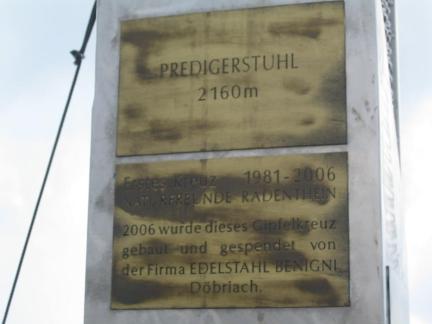 PREDIGERSTUHL
2160m
Erstes Kreuz 1981-2006
NATURFREUNDE RADENTHEIN
2006 wurde dieses Gipfelkreuz
gebaut und gespendet von
der Firma EDELSTAHL BENIGNI,
Döbriach.